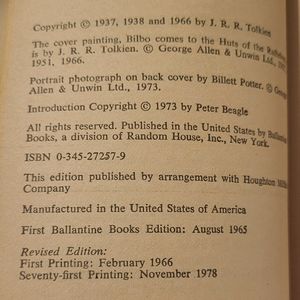 Copyright © 1937, 1938 and 1966 by J. R. R. Tolkien
The cover painting, Bilbo comes to the Huts of the
is by J. R. R. Tolkien. © George Allen & Unwin Ltd.
1951, 1966.
Portrait photograph on back cover by Billett Potter. ©
Allen & Unwin Ltd., 1973.
Introduction Copyright © 1973 by Peter Beagle
All rights reserved. Published in the United States by Ballantine
Books, a division of Random House, Inc., New York.
ISBN 0-345-27257-9
This edition published by arrangement with Houghton
Company
Manufactured in the United States of America
First Ballantine Books Edition: August 1965
Revised Edition:
First Printing: February 1966
Seventy-first Printing: November 1978